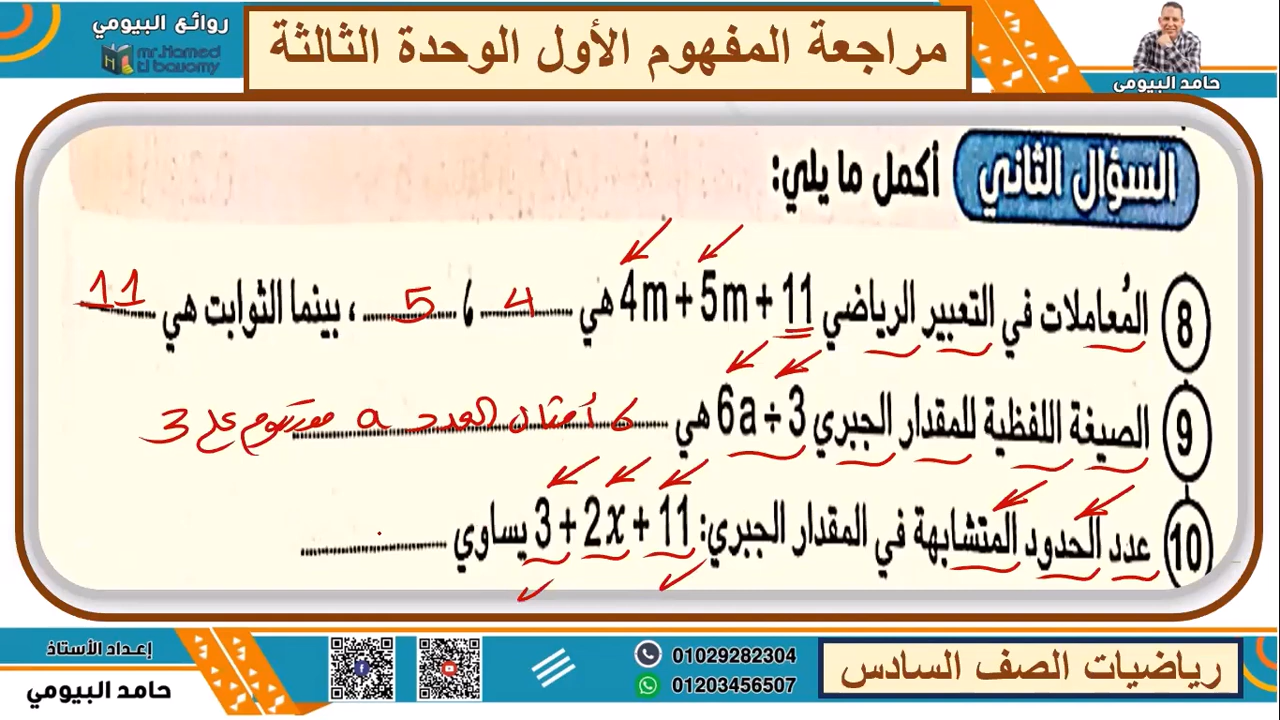 روائع البيومي
mr.Hamed
El bauomy
مراجعة المفهوم الأول الوحدة الثالثة
حامد البيومى
السؤال الثاني أكمل ما يلي:
8 المُعاملات في التعبير الرياضي 4m + 5m + 11 هي 4 ، 5 ، بينما الثوابت هي 11
9 الصيغة اللفظية للمقدار الجبري 6a ÷ 3 هي 6 أمثال العدد a مقسوم على 3
10 عدد الحدود المتشابهة في المقدار الجبري: 3 + 2x + 11 يساوي
إعداد الأستاذ
حامد البيومي
01029282304
01203456507
رياضيات الصف السادس